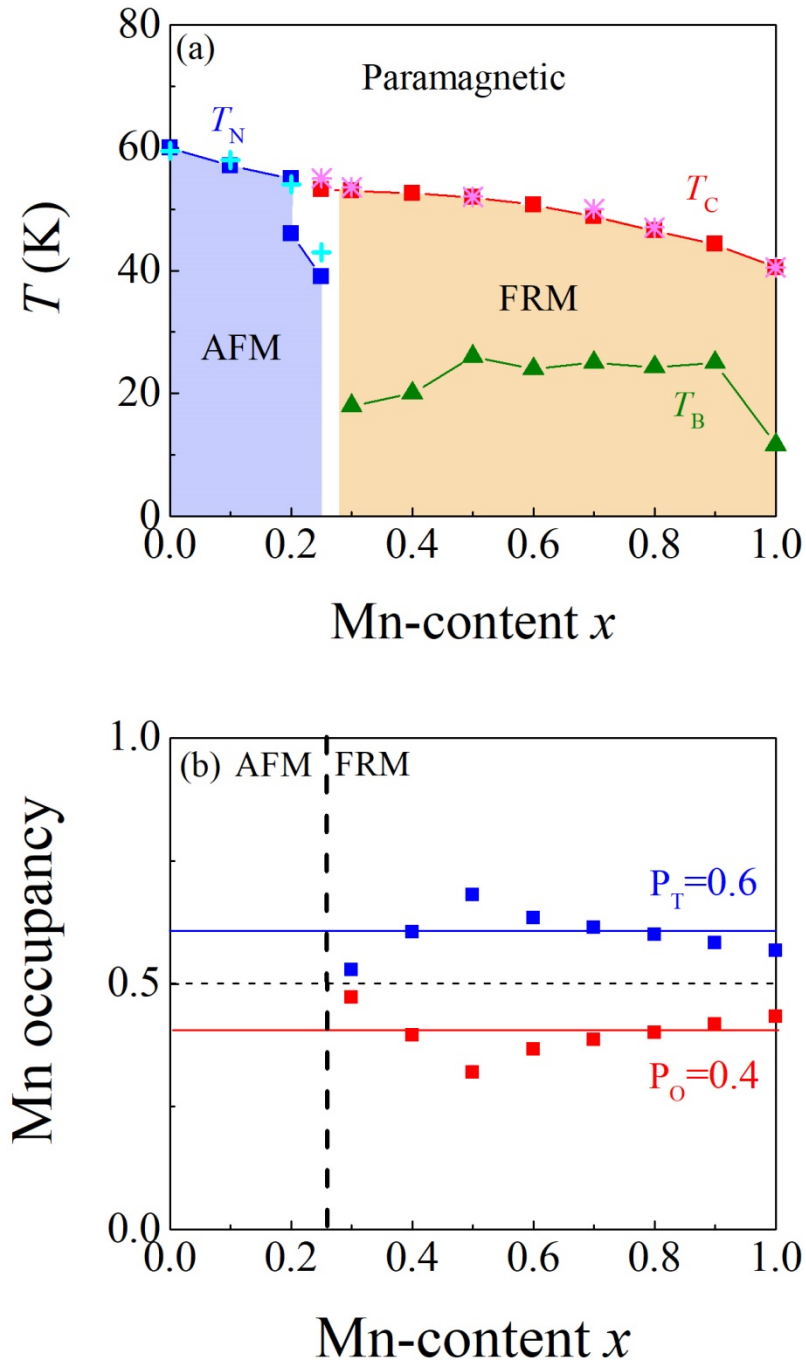 (a)
Paramagnetic
T_N
T_C
FRM
AFM
T_B
T (K)
80
60
40
20
0
0.0 0.2 0.4 0.6 0.8 1.0
Mn-content x
(b) AFM FRM
P_T=0.6
P_O=0.4
Mn occupancy
1.0
0.5
0.0
0.0 0.2 0.4 0.6 0.8 1.0
Mn-content x